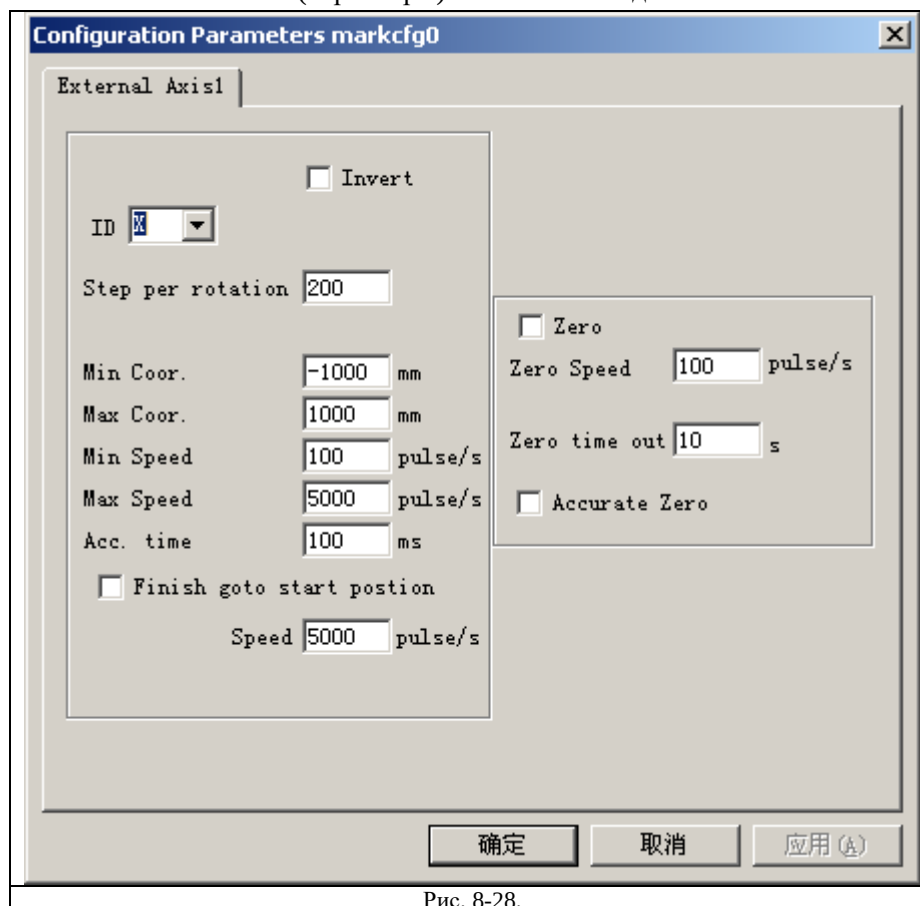 Configuration Parameters markcfg0
External Axis1
Invert
ID X
Step per rotation 200
Min Coor. -1000 mm
Max Coor. 1000 mm
Min Speed 100 pulse/s
Max Speed 5000 pulse/s
Acc. time 100 ms
Finish goto start postion
Speed 5000 pulse/s
Zero
Zero Speed 100 pulse/s
Zero time out 10 s
Accurate Zero
确定 取消 应用(A)
Рис. 8-28.